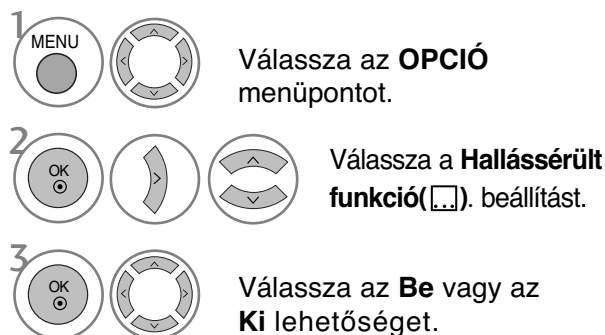 1
MENU
Válassza az OPCIÓ
menüpontot.
2
OK
Válassza a Hallássérült
funkció(...). beállítást.
3
OK
Válassza az Be vagy az
Ki lehetőséget.